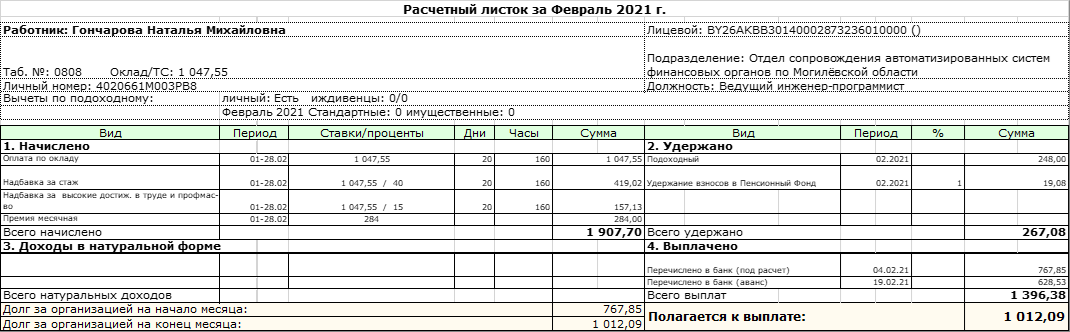 Расчетный листок за Февраль 2021 г.
Работник: Гончарова Наталья Михайловна Лицевой: BY26AKBB30140002873236010000 ()
Таб. №: 0808 Оклад/ТС: 1 047,55 Подразделение: Отдел сопровождения автоматизированных систем
финансовых органов по Могилёвской области
Личный номер: 4020661M003PB8 Должность: Ведущий инженер-программист
Вычеты по подоходному: личный: Есть иждивенцы: 0/0
Февраль 2021 Стандартные: 0 имущественные: 0
Вид Период Ставки/проценты Дни Часы Сумма Вид Период % Сумма
1. Начислено 2. Удержано
Оплата по окладу 01-28.02 1 047,55 20 160 1 047,55 Подоходный 02.2021 248,00
Надбавка за стаж 01-28.02 1 047,55 / 40 20 160 419,02 Удержание взносов в Пенсионный Фонд 02.2021 1 19,08
Надбавка за высокие достиж. в труде и профмас-
во 01-28.02 1 047,55 / 15 20 160 157,13
Премия месячная 01-28.02 284 284,00
Всего начислено 1 907,70 Всего удержано 267,08
3. Доходы в натуральной форме 4. Выплачено
Перечислено в банк (под расчет) 04.02.21 767,85
Перечислено в банк (аванс) 19.02.21 628,53
Всего натуральных доходов Всего выплат 1 396,38
Долг за организацией на начало месяца: 767,85 Полагается к выплате: 1 012,09
Долг за организацией на конец месяца: 1 012,09